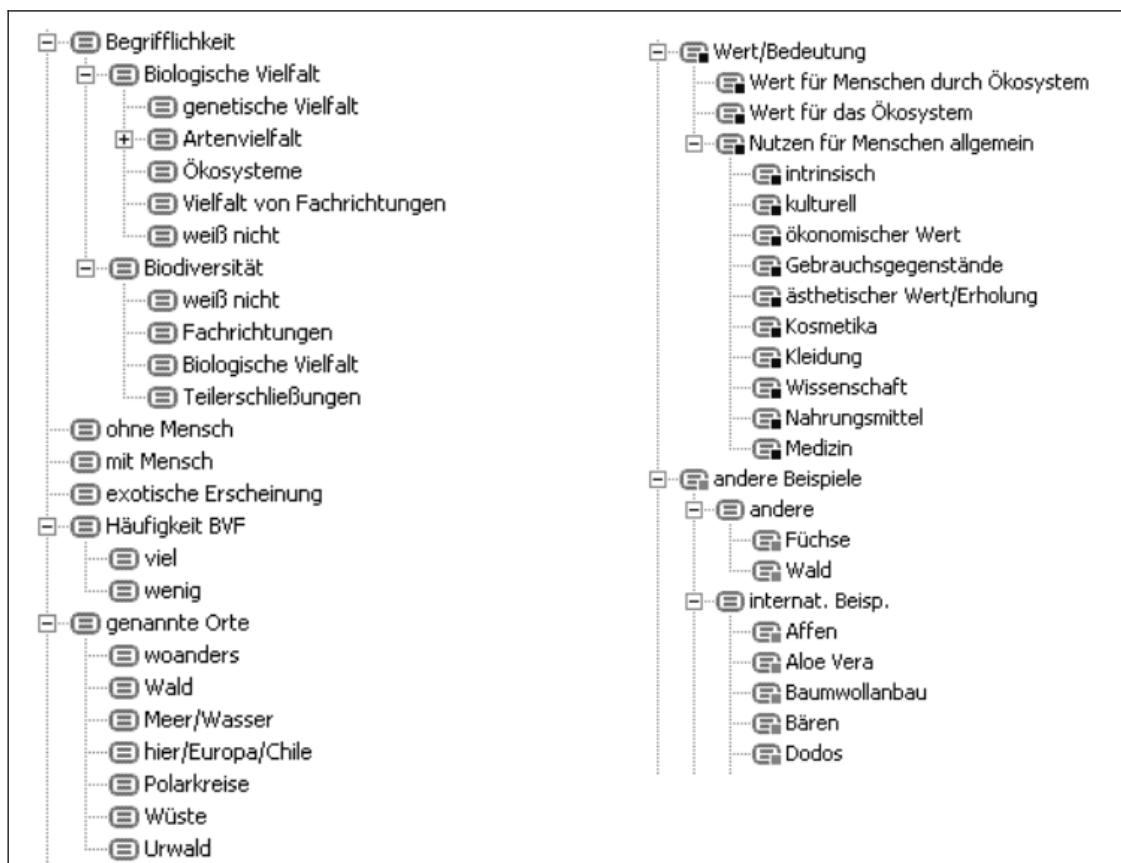 Begrifflichkeit
Biologische Vielfalt
genetische Vielfalt
Artenvielfalt
Ökosysteme
Vielfalt von Fachrichtungen
weiß nicht
Biodiversität
weiß nicht
Fachrichtungen
Biologische Vielfalt
Teilerschließungen
ohne Mensch
mit Mensch
exotische Erscheinung
Häufigkeit BVF
viel
wenig
genannte Orte
woanders
Wald
Meer/Wasser
hier/Europa/Chile
Polarkreise
Wüste
Urwald
Wert/Bedeutung
Wert für Menschen durch Ökosystem
Wert für das Ökosystem
Nutzen für Menschen allgemein
intrinsisch
kulturell
ökonomischer Wert
Gebrauchsgegenstände
ästhetischer Wert/Erholung
Kosmetika
Kleidung
Wissenschaft
Nahrungsmittel
Medizin
andere Beispiele
andere
Füchse
Wald
internat. Beisp.
Affen
Aloe Vera
Baumwollanbau
Bären
Dodos